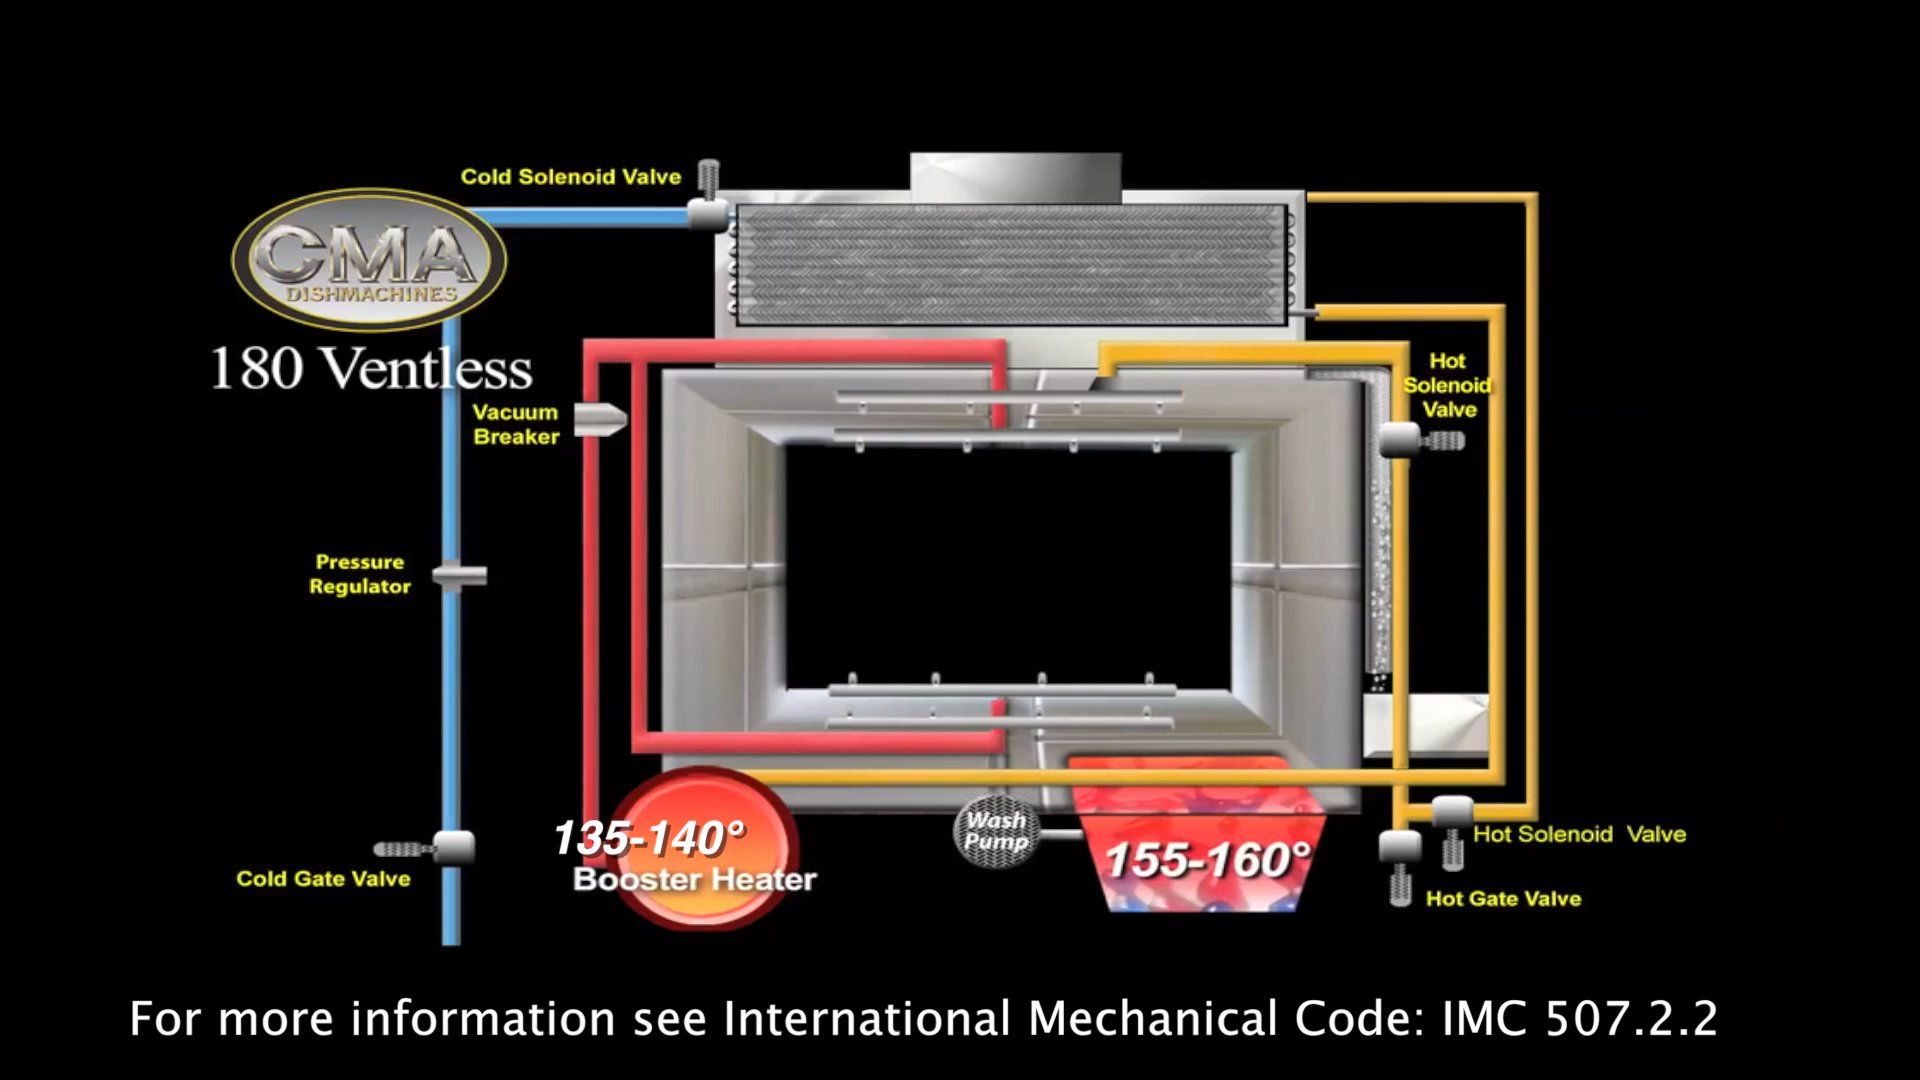 Cold Solenoid Valve
CMA
DISHMACHINES
180 Ventless
Vacuum
Breaker
Hot
Solenoid
Valve
Pressure
Regulator
135-140°
Booster Heater
Wash
Pump
155-160°
Hot Solenoid Valve
Cold Gate Valve
Hot Gate Valve
For more information see International Mechanical Code: IMC 507.2.2